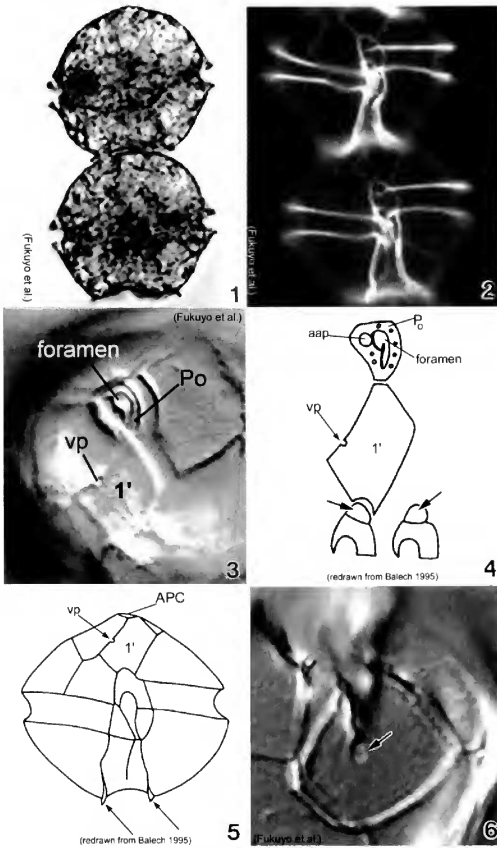 (Fukuyo et al.)
1
(Fukuyo et al.)
2
(Fukuyo et al.)
foramen
Po
vp
1'
3
Po
aap
foramen
vp
1'
4
(redrawn from Balech 1995)
APC
vp
1'
5
(redrawn from Balech 1995)
(Fukuyo et al.)
6